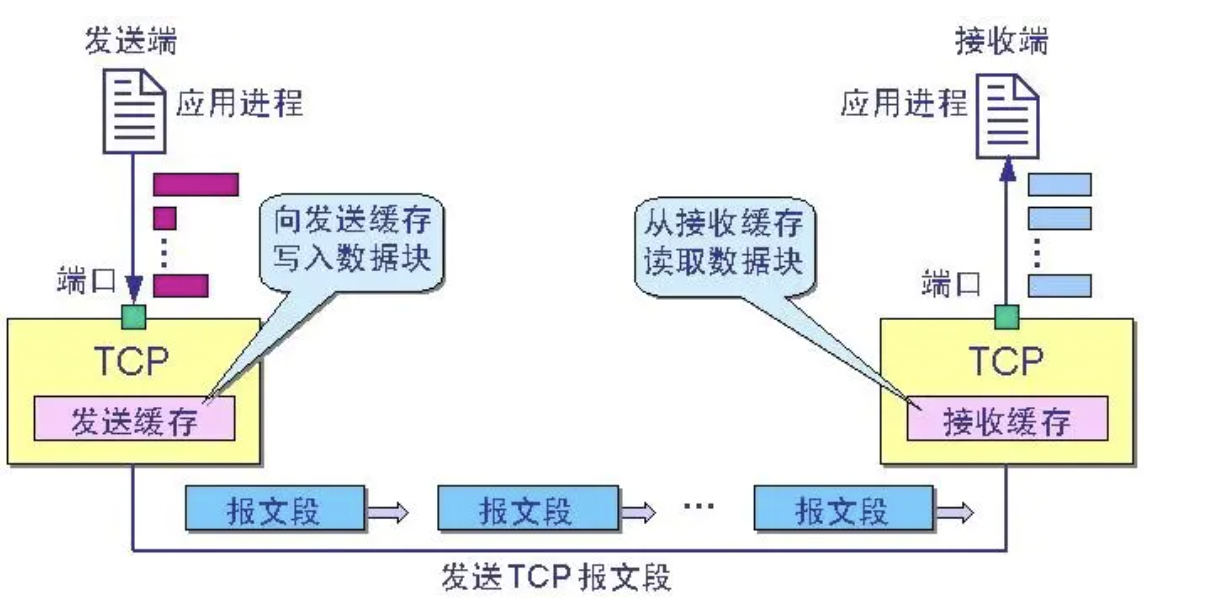 发送端
接收端
应用进程
应用进程
向发送缓存
写入数据块
从接收缓存
读取数据块
端口
端口
TCP
TCP
发送缓存
接收缓存
报文段
报文段
…
报文段
发送TCP报文段